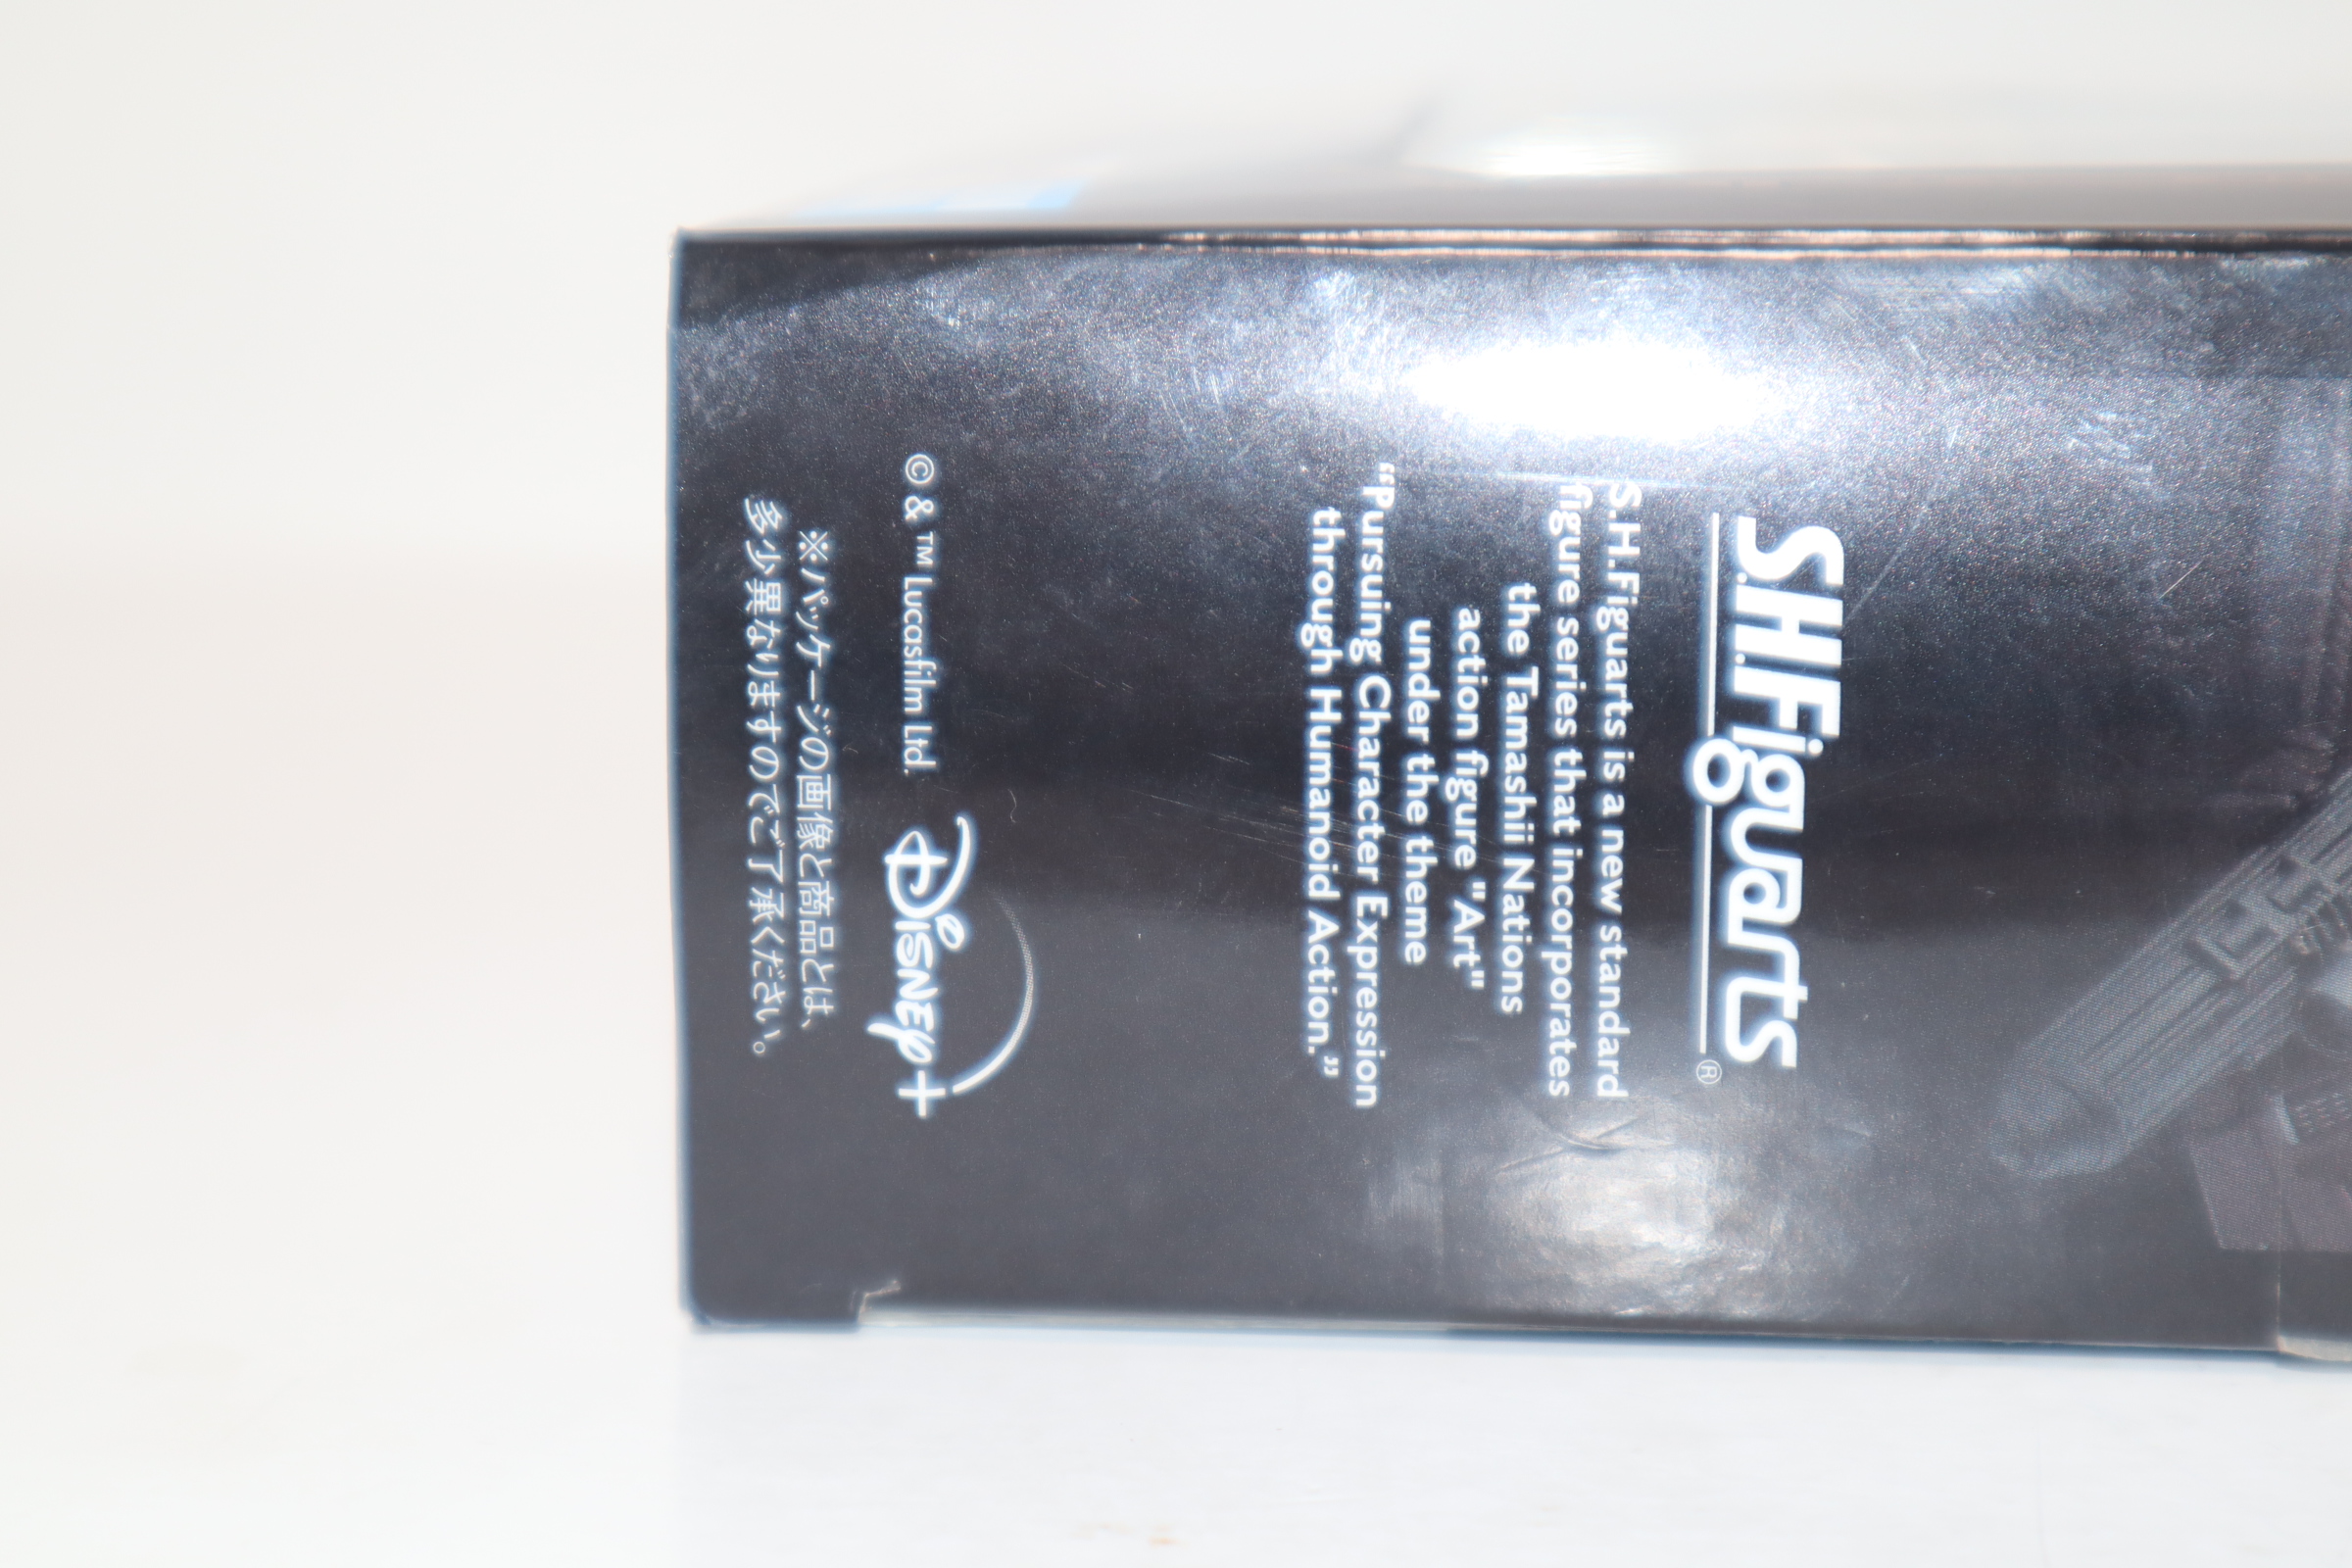 S.H.Figuarts®
S.H.Figuarts is a new standard
figure series that incorporates
the Tamashii Nations
action figure "Art"
under the theme
“Pursuing Character Expression
through Humanoid Action.”
© & ™ Lucasfilm Ltd. Disney+
※パッケージの画像と商品とは、
多少異なりますのでご了承ください。